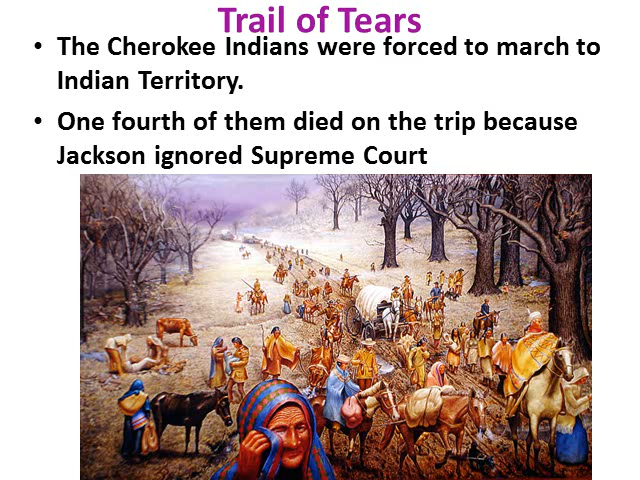 Trail of Tears
• The Cherokee Indians were forced to march to
Indian Territory.
• One fourth of them died on the trip because
Jackson ignored Supreme Court